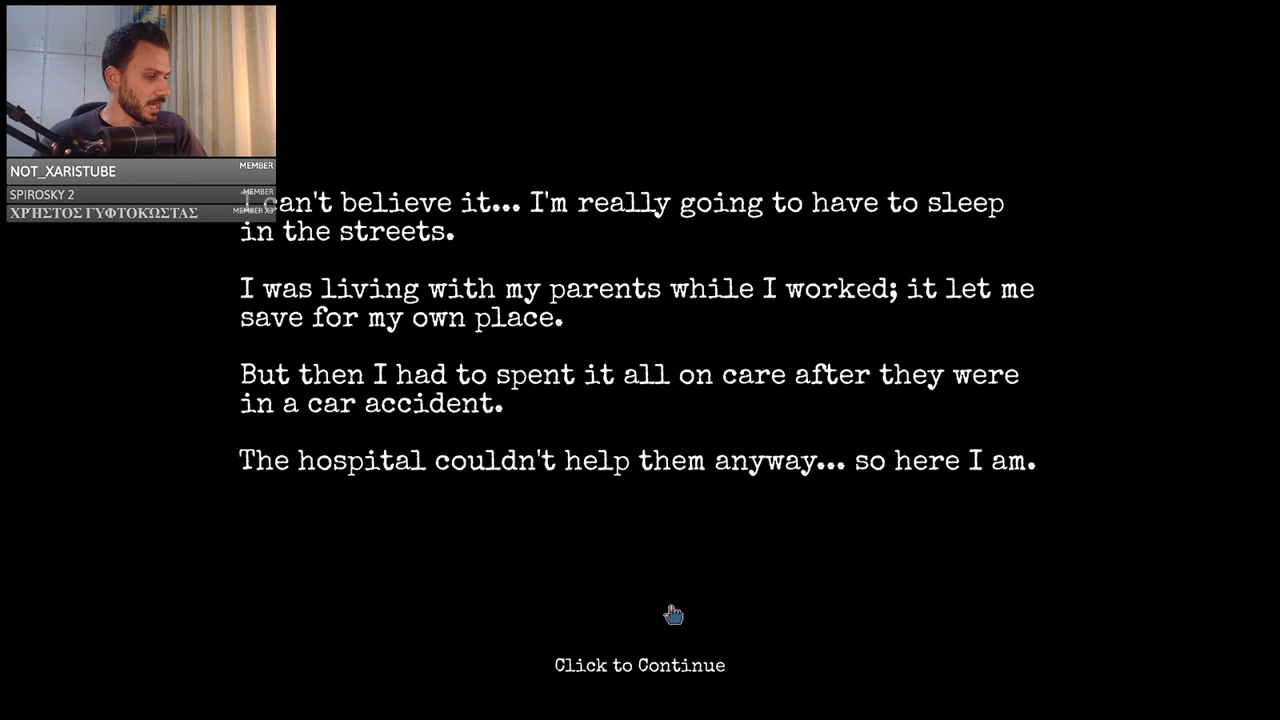 NOT_XARISTUBE MEMBER
SPIROSKY 2 MEMBER
ΧΡΗΣΤΟΣ ΓΥΦΤΟΚΩΣΤΑΣ MEMBER X3
I can't believe it... I'm really going to have to sleep
in the streets.
I was living with my parents while I worked; it let me
save for my own place.
But then I had to spent it all on care after they were
in a car accident.
The hospital couldn't help them anyway... so here I am.
Click to Continue